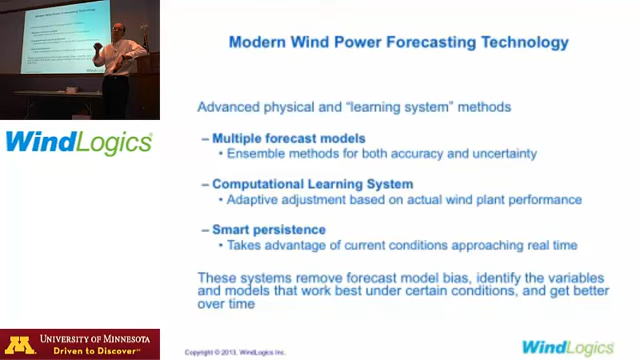 Modern Wind Power Forecasting Technology
Advanced physical and “learning system” methods
– Multiple forecast models
• Ensemble methods for both accuracy and uncertainty
– Computational Learning System
• Adaptive adjustment based on actual wind plant performance
– Smart persistence
• Takes advantage of current conditions approaching real time
These systems remove forecast model bias, identify the variables
and models that work best under certain conditions, and get better
over time
Copyright © 2013, WindLogics Inc.
WindLogics
WindLogics®
M
UNIVERSITY OF MINNESOTA
Driven to Discover℠